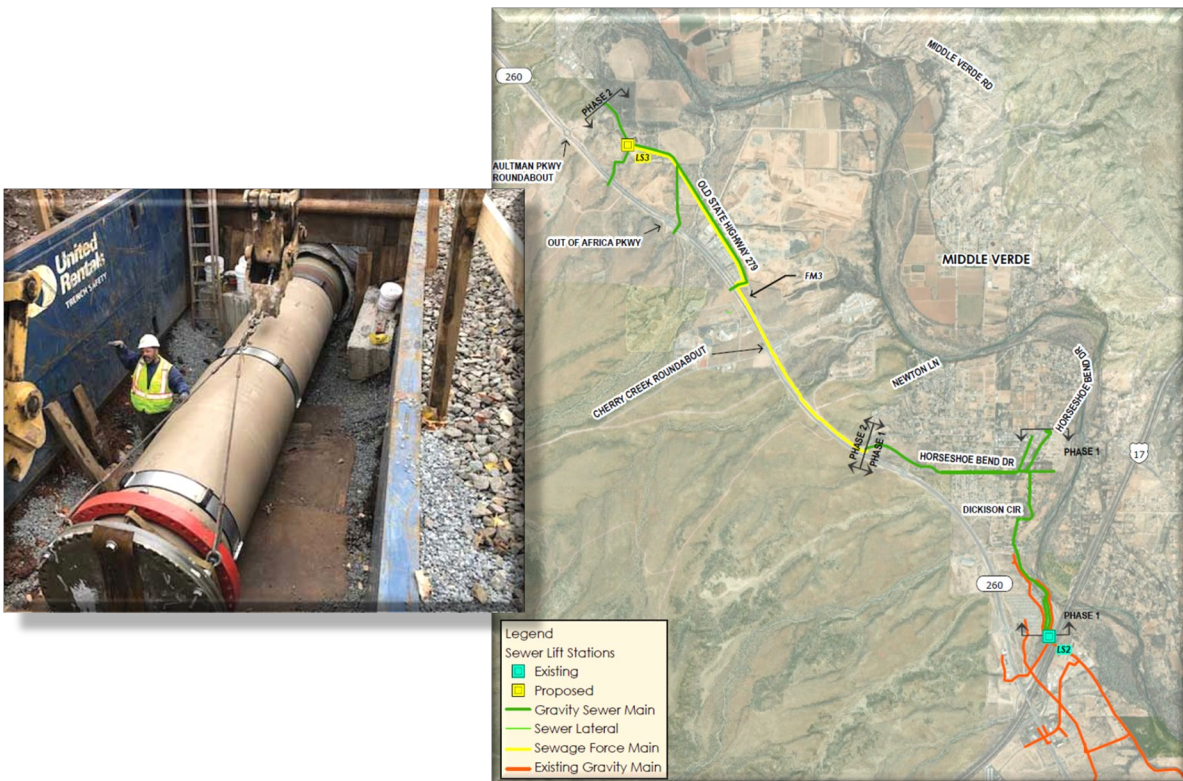 United
Rentals
TRENCH SAFETY
260
MIDDLE VERDE RD
PHASE 2
LS3
AULTMAN PKWY
ROUNDABOUT
OLD STATE HIGHWAY 279
OUT OF AFRICA PKWY
MIDDLE VERDE
FM3
CHERRY CREEK ROUNDABOUT
NEWTON LN
HORSESHOE BEND DR
PHASE 2
PHASE 1
HORSESHOE BEND DR
PHASE 1
17
DICKISON CIR
260
PHASE 1
LS2
Legend
Sewer Lift Stations
Existing
Proposed
Gravity Sewer Main
Sewer Lateral
Sewage Force Main
Existing Gravity Main